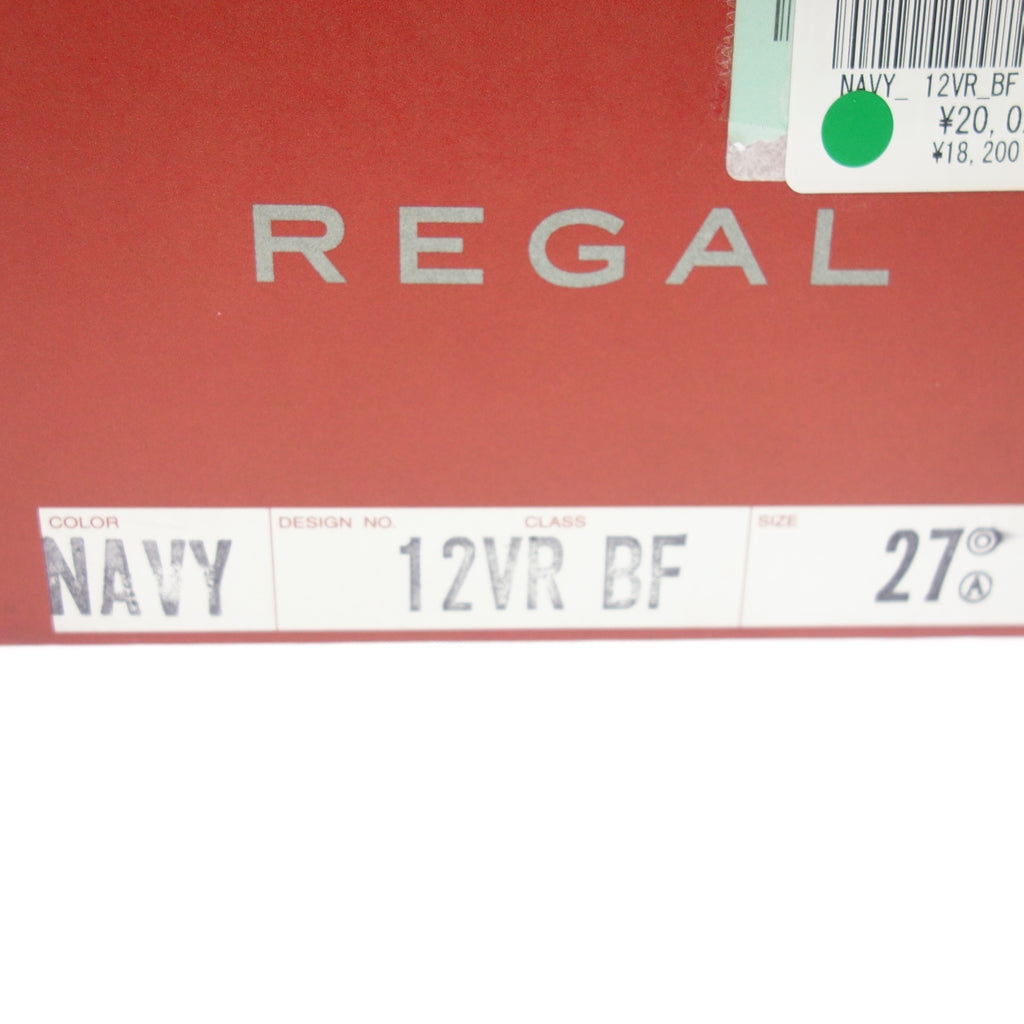 NAVY_ 12VR_BF
¥20,0
¥18,200
REGAL
COLOR DESIGN NO. CLASS SIZE
NAVY 12VR BF 27 ◎
Ⓐ